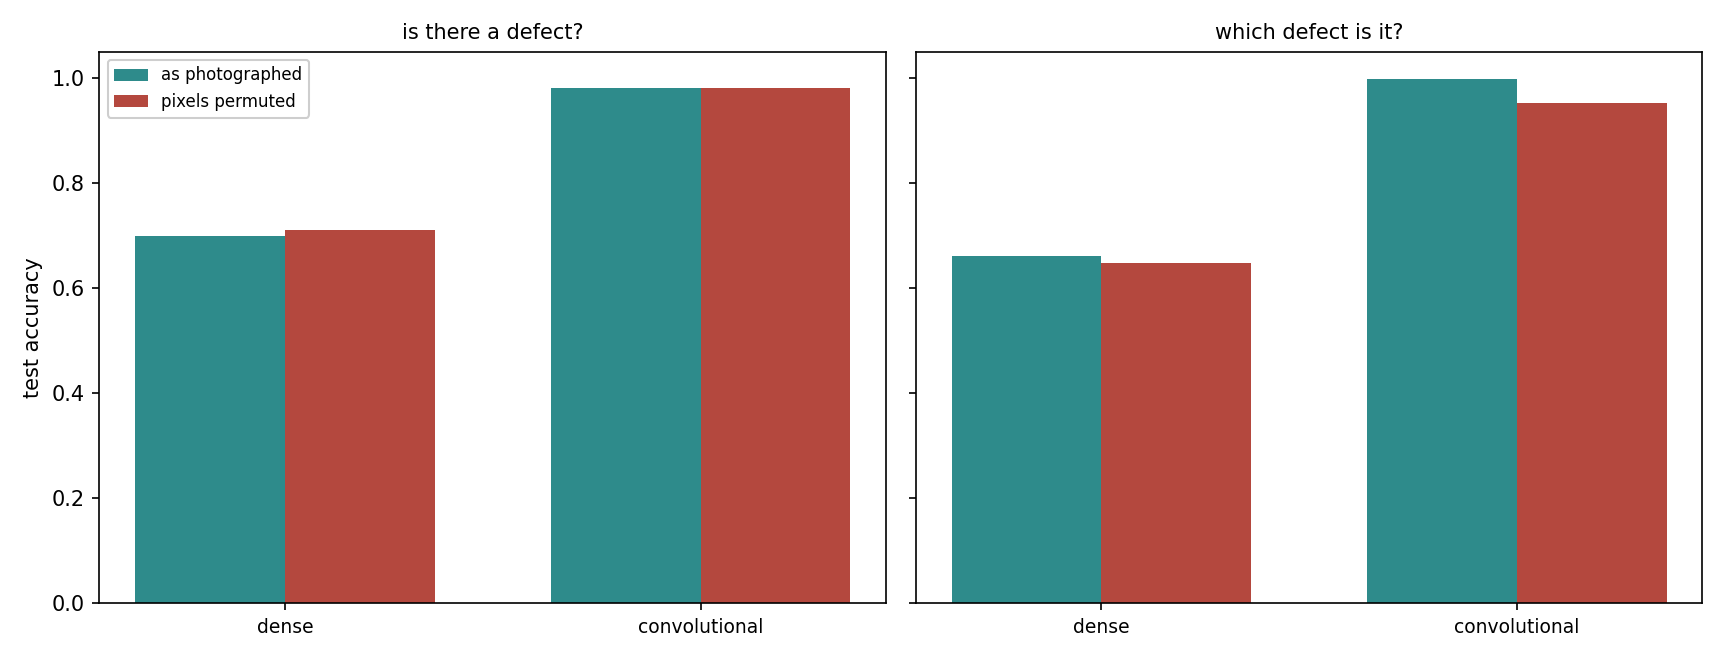 is there a defect?
which defect is it?
as photographed
pixels permuted
test accuracy
1.0
0.8
0.6
0.4
0.2
0.0
dense
convolutional
dense
convolutional